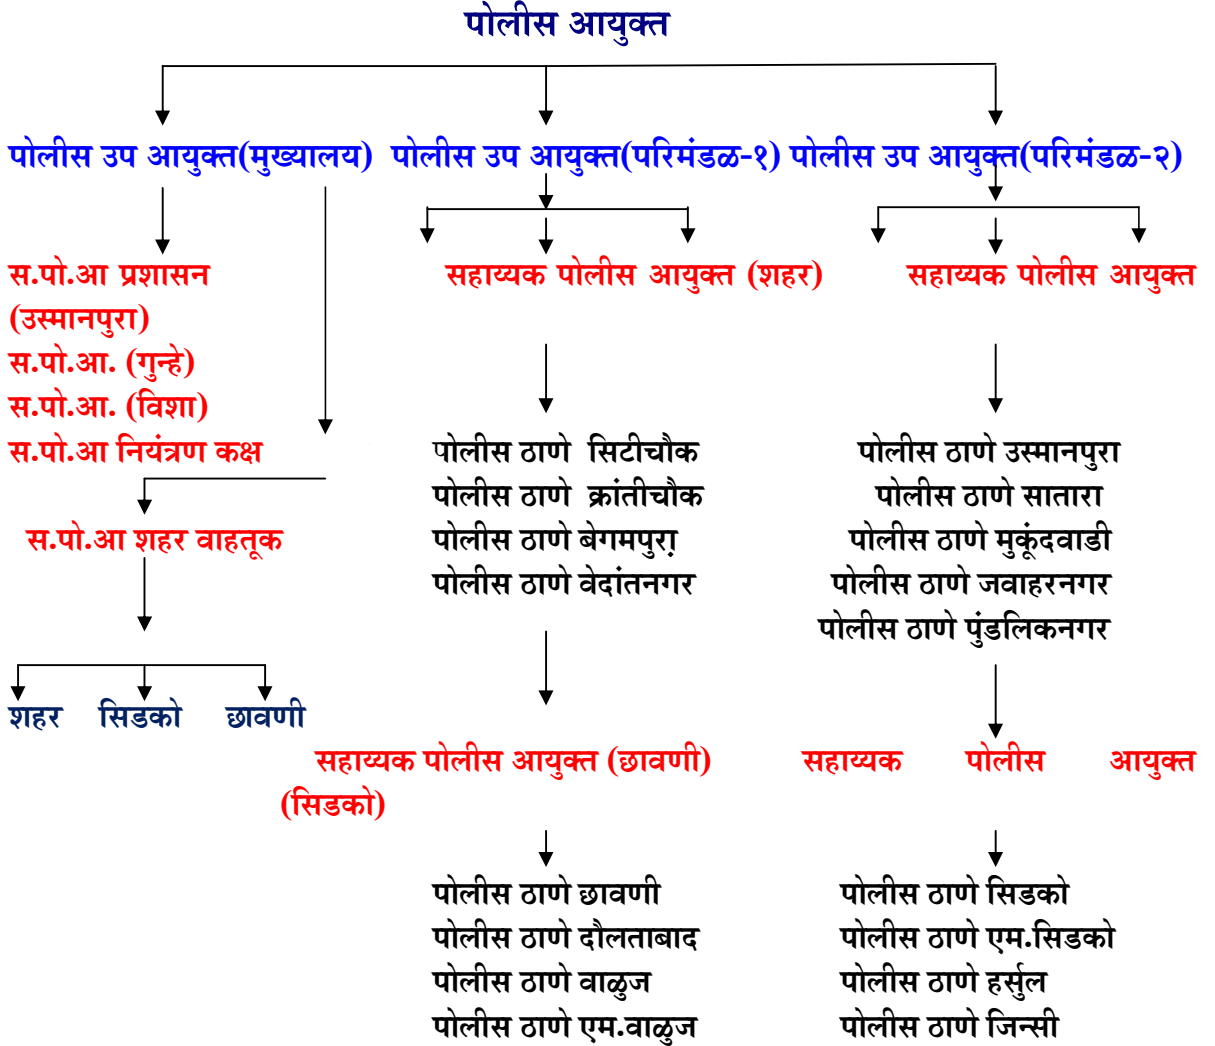 पोलीस आयुक्त
पोलीस उप आयुक्त(मुख्यालय) पोलीस उप आयुक्त(परिमंडळ-१) पोलीस उप आयुक्त(परिमंडळ-२)
स.पो.आ प्रशासन सहाय्यक पोलीस आयुक्त (शहर) सहाय्यक पोलीस आयुक्त
(उस्मानपुरा)
स.पो.आ. (गुन्हे)
स.पो.आ. (विशा)
स.पो.आ नियंत्रण कक्ष पोलीस ठाणे सिटीचौक पोलीस ठाणे उस्मानपुरा
पोलीस ठाणे क्रांतीचौक पोलीस ठाणे सातारा
स.पो.आ शहर वाहतूक पोलीस ठाणे बेगमपुरा़ पोलीस ठाणे मुकूंदवाडी
पोलीस ठाणे वेदांतनगर पोलीस ठाणे जवाहरनगर
पोलीस ठाणे पुंडलिकनगर
शहर सिडको छावणी
सहाय्यक पोलीस आयुक्त (छावणी) सहाय्यक पोलीस आयुक्त
(सिडको)
पोलीस ठाणे छावणी पोलीस ठाणे सिडको
पोलीस ठाणे दौलताबाद पोलीस ठाणे एम.सिडको
पोलीस ठाणे वाळुज पोलीस ठाणे हर्सुल
पोलीस ठाणे एम.वाळुज पोलीस ठाणे जिन्सी